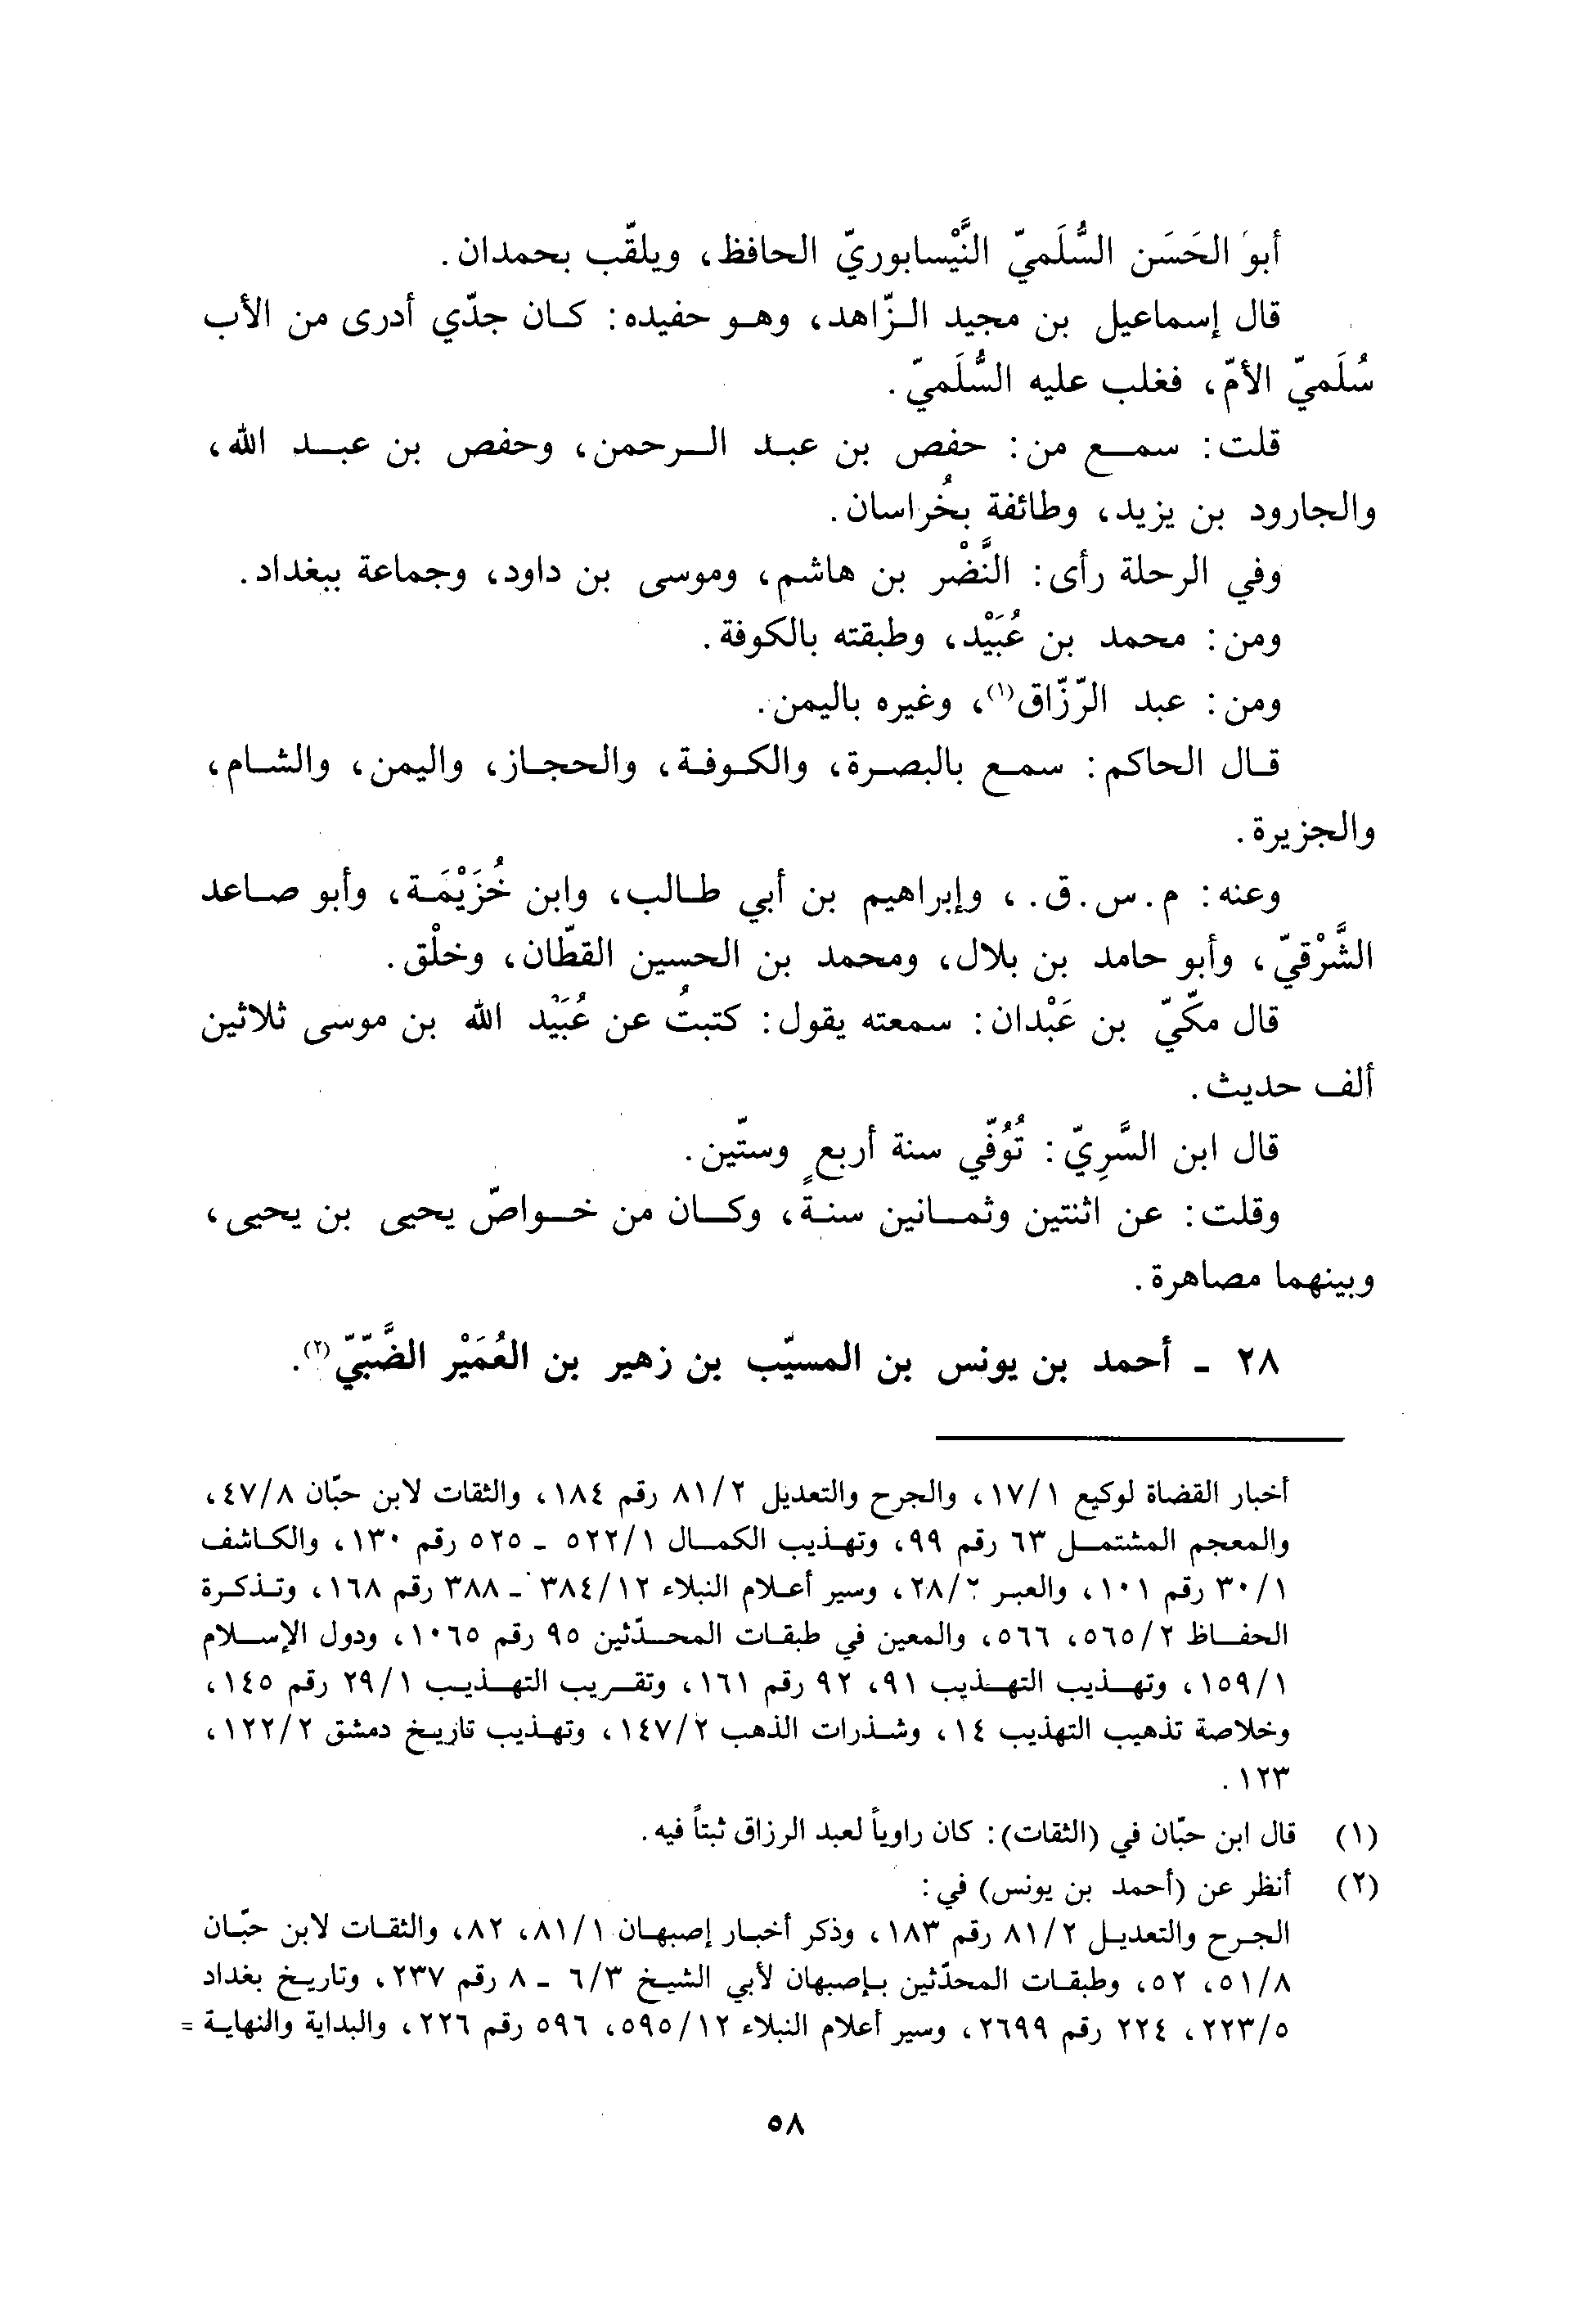 أبو الحَسَن السُّلَميّ النَّيْسابوريّ الحافظ، ويلقّب بحمدان.
قال إسماعيل بن مجيد الزّاهد، وهو حفيده: كان جدّي أدرى من الأب
سُلَميّ الأمّ، فغلب عليه السُّلَميّ.
قلت: سمع من: حفص بن عبد الرحمن، وحفص بن عبد الله،
والجارود بن يزيد، وطائفة بخُراسان.
وفي الرحلة رأى: النَّضْر بن هاشم، وموسى بن داود، وجماعة ببغداد.
ومن: محمد بن عُبَيْد، وطبقته بالكوفة.
ومن: عبد الرّزّاق(١)، وغيره باليمن.
قال الحاكم: سمع بالبصرة، والكوفة، والحجاز، واليمن، والشام،
والجزيرة.
وعنه: م.س.ق.، وإبراهيم بن أبي طالب، وابن خُزَيْمَة، وأبو صاعد
الشَّرْقيّ، وأبو حامد بن بلال، ومحمد بن الحسين القطّان، وخلْق.
قال مكّيّ بن عَبْدان: سمعته يقول: كتبتُ عن عُبَيْد الله بن موسى ثلاثين
ألف حديث.
قال ابن السَّرِيّ: تُوُفّي سنة أربعٍ وستّين.
وقلت: عن اثنتين وثمانين سنةً، وكان من خواصّ يحيى بن يحيى،
وبينهما مصاهرة.
٢٨ - أحمد بن يونس بن المسيّب بن زهير بن العُمَيْر الضَّبّيّ(٢).
أخبار القضاة لوكيع ١٧/١، والجرح والتعديل ٨١/٢ رقم ١٨٤، والثقات لابن حبّان ٤٧/٨،
والمعجم المشتمل ٦٣ رقم ٩٩، وتهذيب الكمال ٥٢٢/١ - ٥٢٥ رقم ١٣٠، والكاشف
٣٠/١ رقم ١٠١، والعبر ٢٨/٢، وسير أعلام النبلاء ٣٨٤/١٢ - ٣٨٨ رقم ١٦٨، وتذكرة
الحفاظ ٥٦٥/٢، ٥٦٦، والمعين في طبقات المحدّثين ٩٥ رقم ١٠٦٥، ودول الإسلام
١٥٩/١، وتهذيب التهذيب ٩١، ٩٢ رقم ١٦١، وتقريب التهذيب ٢٩/١ رقم ١٤٥،
وخلاصة تذهيب التهذيب ١٤، وشذرات الذهب ١٤٧/٢، وتهذيب تاريخ دمشق ١٢٢/٢،
١٢٣.
(١) قال ابن حبّان في (الثقات): كان راوياً لعبد الرزاق ثبتاً فيه.
(٢) أنظر عن (أحمد بن يونس) في:
الجرح والتعديل ٨١/٢ رقم ١٨٣، وذكر أخبار إصبهان ٨١/١، ٨٢، والثقات لابن حبّان
٥١/٨، ٥٢، وطبقات المحدّثين بإصبهان لأبي الشيخ ٦/٣ - ٨ رقم ٢٣٧، وتاريخ بغداد
٢٢٣/٥، ٢٢٤ رقم ٢٦٩٩، وسير أعلام النبلاء ٥٩٥/١٢، ٥٩٦ رقم ٢٢٦، والبداية والنهاية =
٥٨